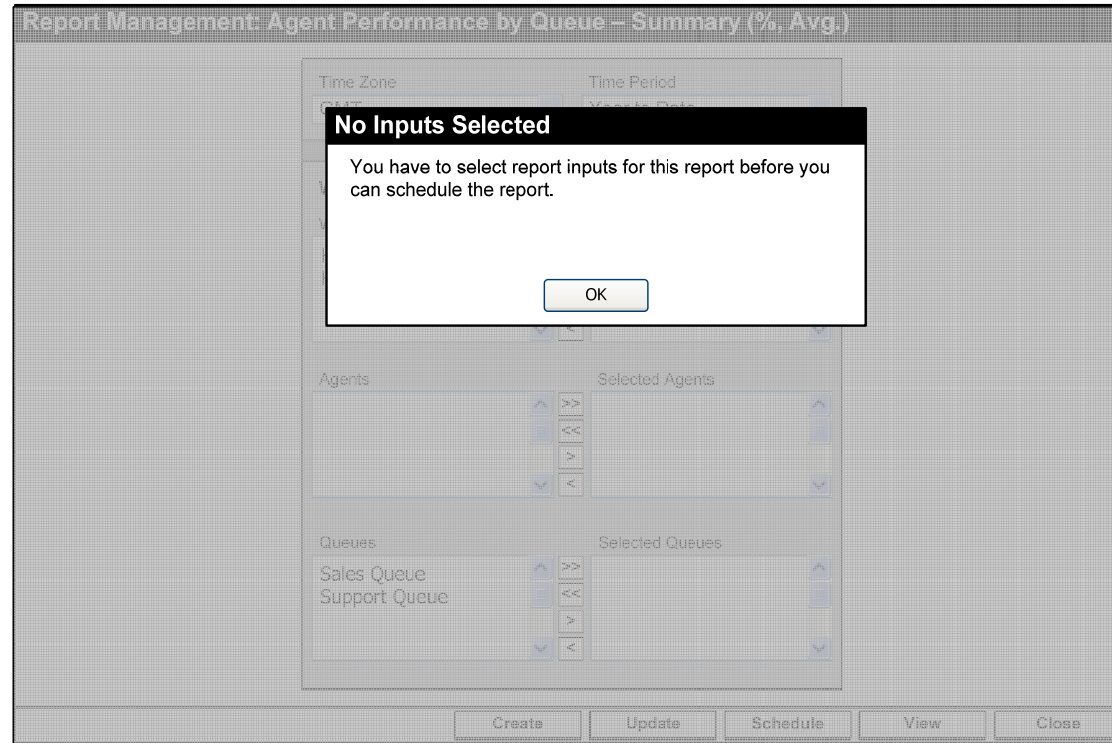 Report Management: Agent Performance by Queue – Summary (%, Avg.)
Time Zone
Time Period
GMT
Year to Date
No Inputs Selected
You have to select report inputs for this report before you
can schedule the report.
OK
<
Agents
Selected Agents
>>
<<
>
<
Queues
Selected Queues
Sales Queue
Support Queue
>>
<<
>
<
Create
Update
Schedule
View
Close